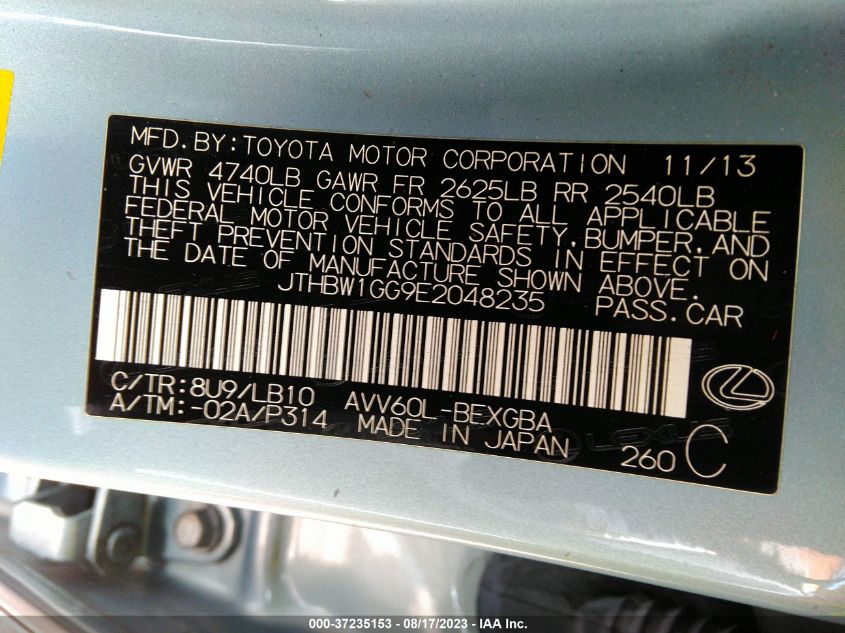 MFD.BY:TOYOTA MOTOR CORPORATION 11/13
GVWR 4740LB GAWR FR 2625LB RR 2540LB
THIS VEHICLE CONFORMS TO ALL APPLICABLE
FEDERAL MOTOR VEHICLE SAFETY,BUMPER,AND
THEFT PREVENTION STANDARDS IN EFFECT ON
THE DATE OF MANUFACTURE SHOWN ABOVE.
JTHBW1GG9E2048235 PASS.CAR
C/TR:8U9/LB10 AVV60L-BEXGBA
A/TM:-02A/P314 MADE IN JAPAN
260 C
000-37235153 — 08/17/2023 — IAA Inc.